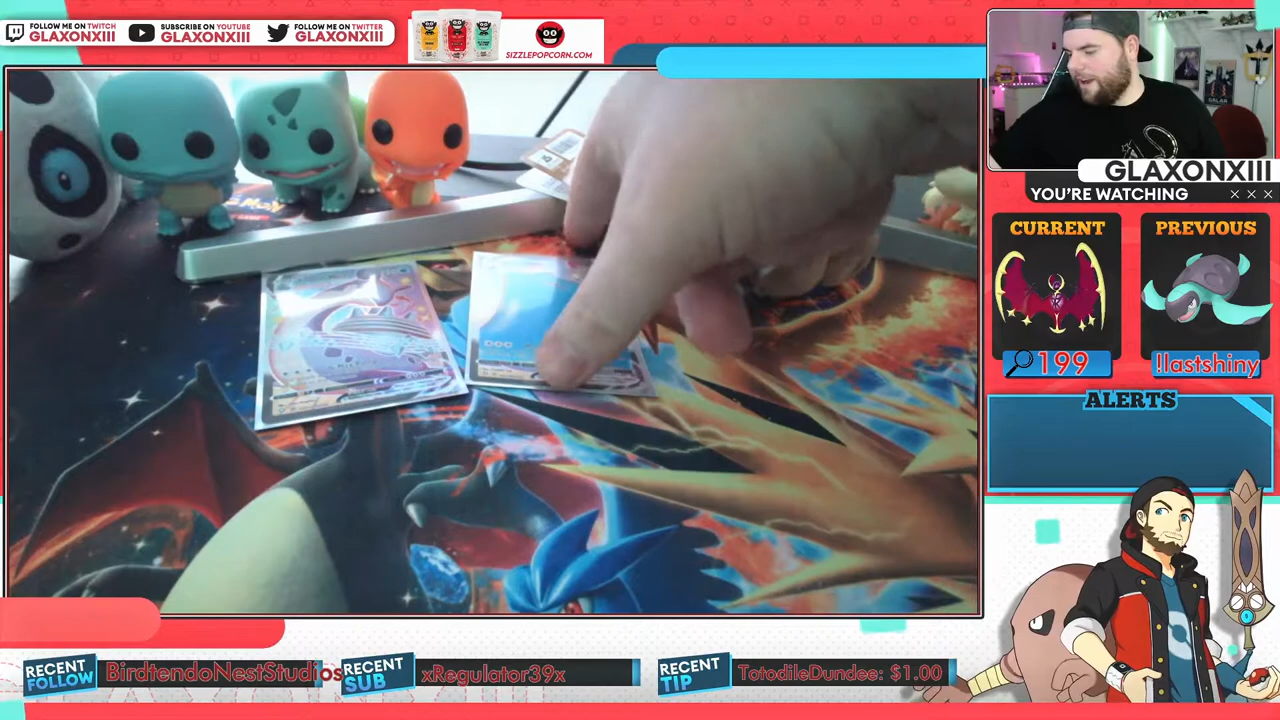 FOLLOW ME ON TWITCH
GLAXONXIII
SUBSCRIBE ON YOUTUBE
GLAXONXIII
FOLLOW ME ON TWITTER
GLAXONXIII
SIZZLEPOPCORN.COM
GALAR
GLAXONXIII
YOU'RE WATCHING
CURRENT
PREVIOUS
199
!lastshiny
ALERTS
RECENT FOLLOW
BirdtendoNestStudios
RECENT SUB
xRegulator39x
RECENT TIP
TotodileDundee: $1.00